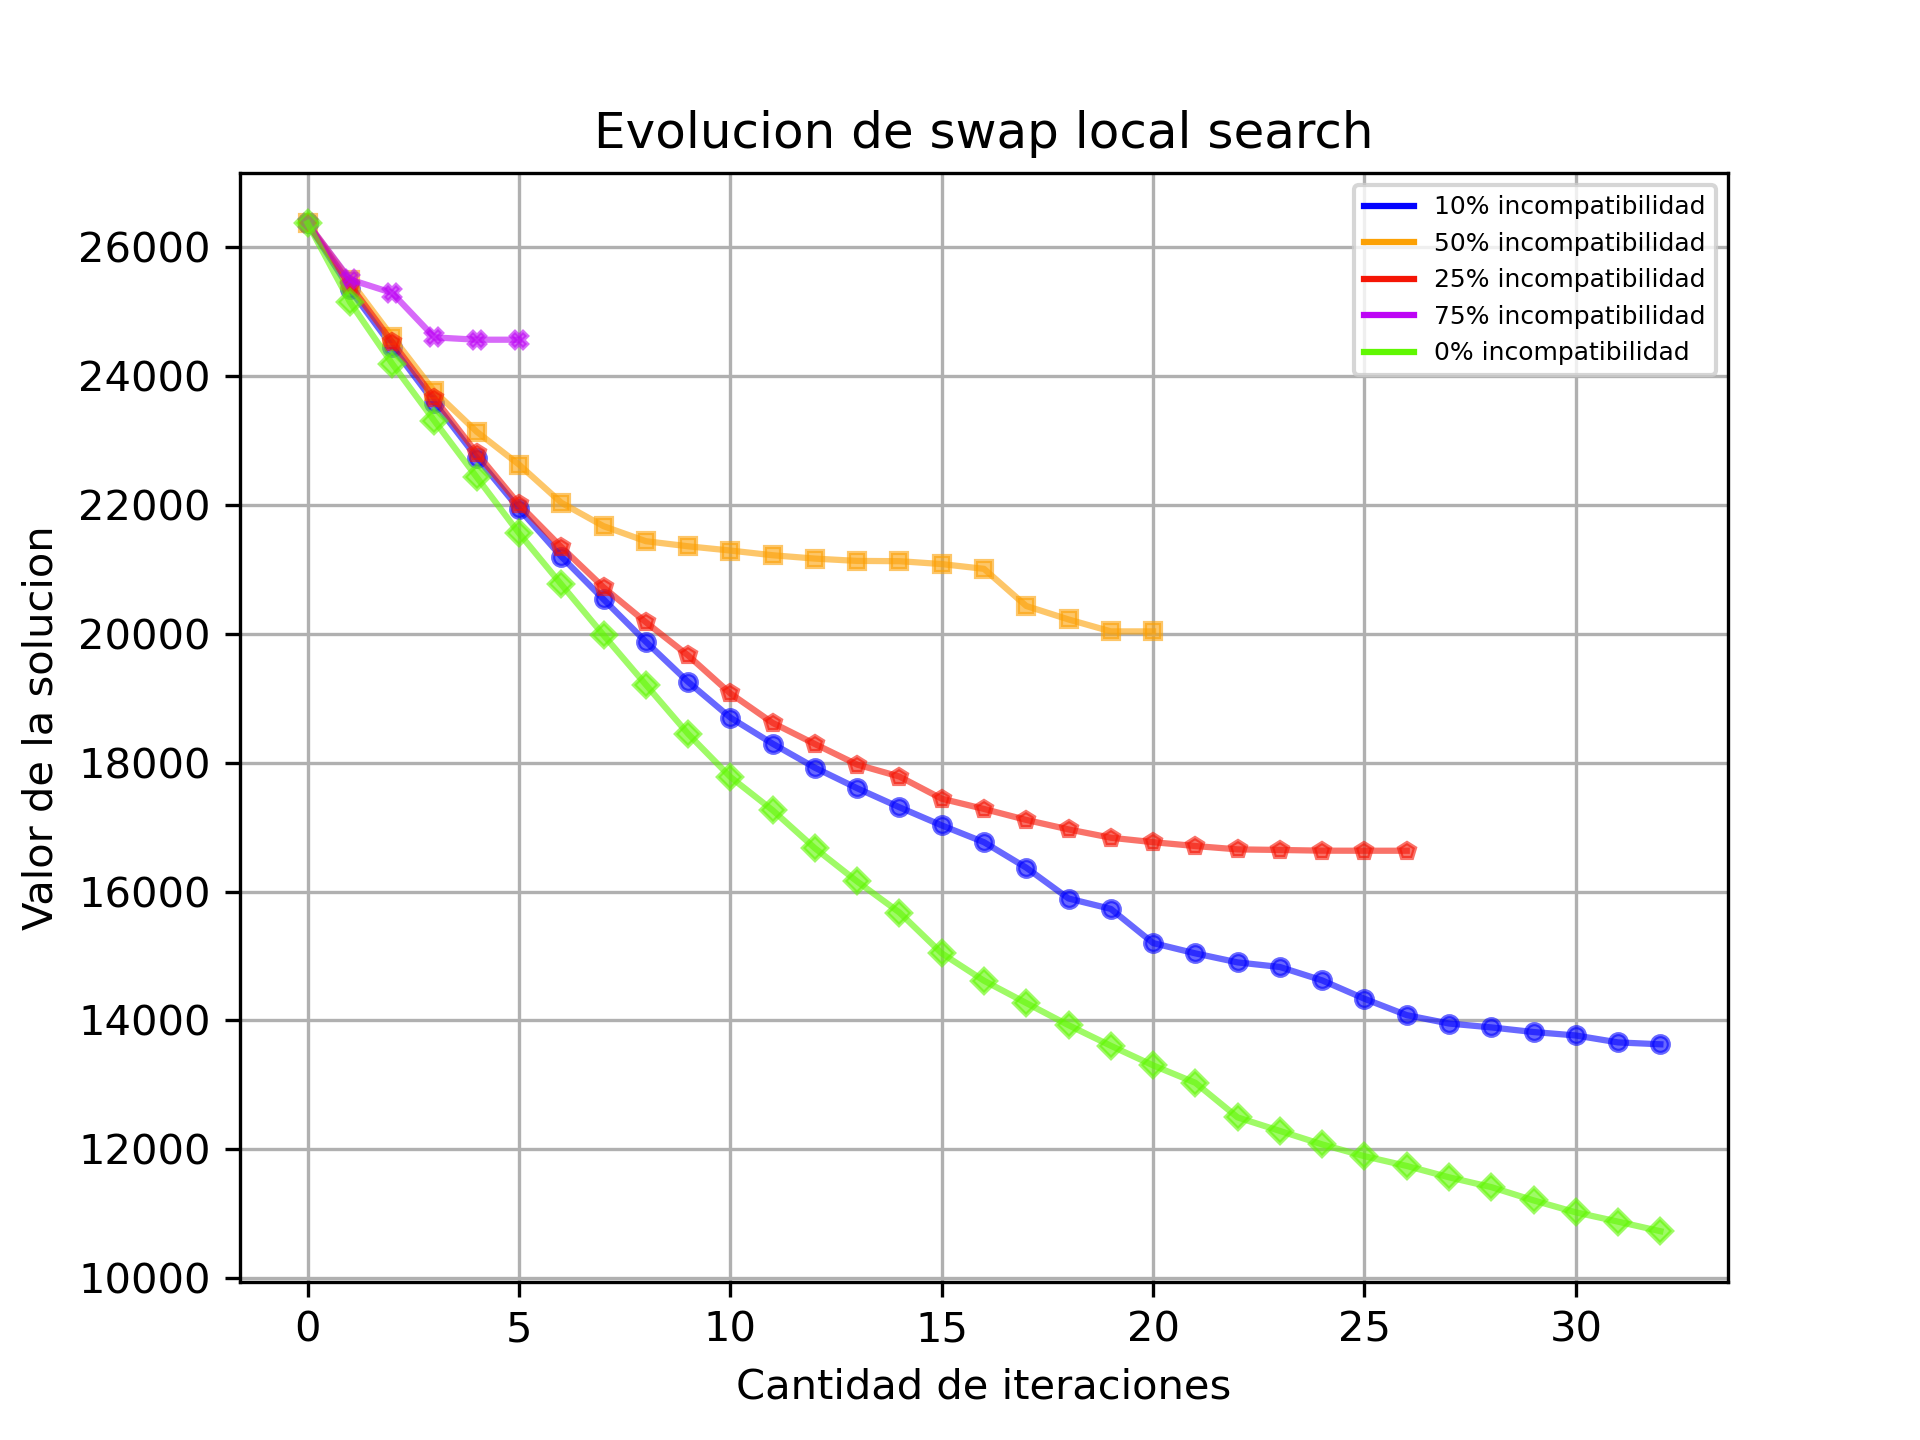 Evolucion de swap local search
10% incompatibilidad
50% incompatibilidad
25% incompatibilidad
75% incompatibilidad
0% incompatibilidad
Valor de la solucion
26000
24000
22000
20000
18000
16000
14000
12000
10000
0 5 10 15 20 25 30
Cantidad de iteraciones